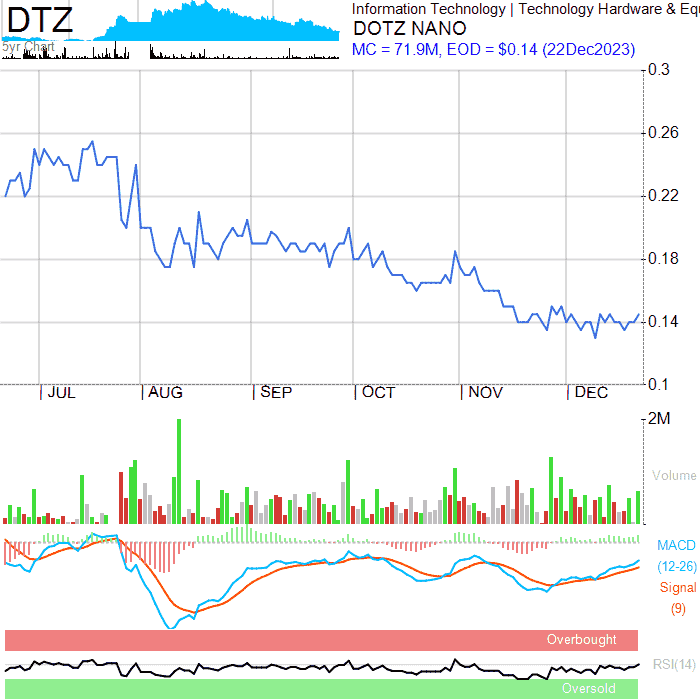 DTZ
5yr Chart
Information Technology | Technology Hardware & Equ
DOTZ NANO
MC = 71.9M, EOD = $0.14 (22Dec2023)
0.3
0.26
0.22
0.18
0.14
0.1
JUL AUG SEP OCT NOV DEC
2M
Volume
MACD
(12-26)
Signal
(9)
Overbought
RSI(14)
Oversold